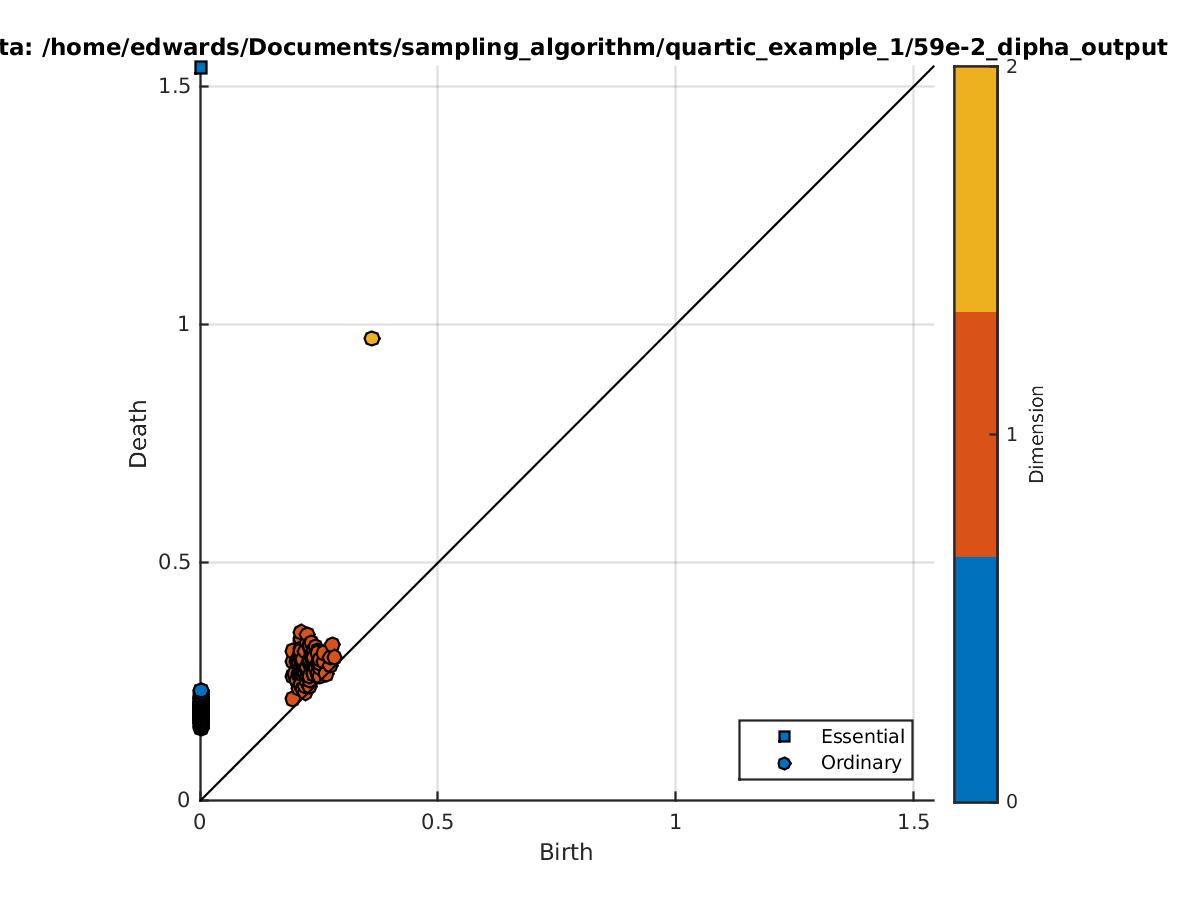 ta: /home/edwards/Documents/sampling_algorithm/quartic_example_1/59e-2_dipha_output
1.5
1
0.5
0
Death
0
0.5
1
1.5
Birth
Essential
Ordinary
2
1
0
Dimension